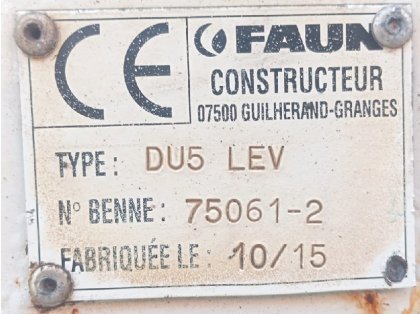 CE
FAUN
CONSTRUCTEUR
07500 GUILHERAND-GRANGES
TYPE: DU5 LEV
N° BENNE: 75061-2
FABRIQUÉE LE: 10/15